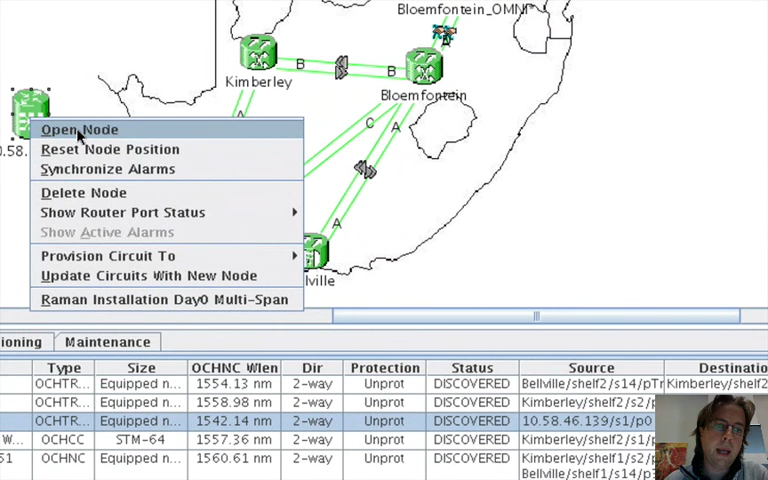 Bloemfontein_OMNI*
A
Kimberley
B
B
Bloemfontein
A
C
A
A
0.58.
Open Node
Reset Node Position
Synchronize Alarms
Delete Node
Show Router Port Status
Show Active Alarms
Provision Circuit To
Update Circuits With New Node
Raman Installation Day0 Multi-Span
lville
ioning Maintenance
Type Size OCHNC Wlen Dir Protection Status Source Destinatio
OCHTR... Equipped n... 1554.13 nm 2-way Unprot DISCOVERED Bellville/shelf2/s14/pTr Kimberley/shelf2
OCHTR... Equipped n... 1558.98 nm 2-way Unprot DISCOVERED Kimberley/shelf2/s2/p
OCHTR... Equipped n... 1542.14 nm 2-way Unprot DISCOVERED 10.58.46.139/s1/p0
W... OCHCC STM-64 1557.36 nm 2-way Unprot DISCOVERED Kimberley/shelf2/s2/p
51 OCHNC Equipped n... 1560.61 nm 2-way Unprot DISCOVERED Kimberley/shelf1/s2/p
Bellville/shelf1/s14/p